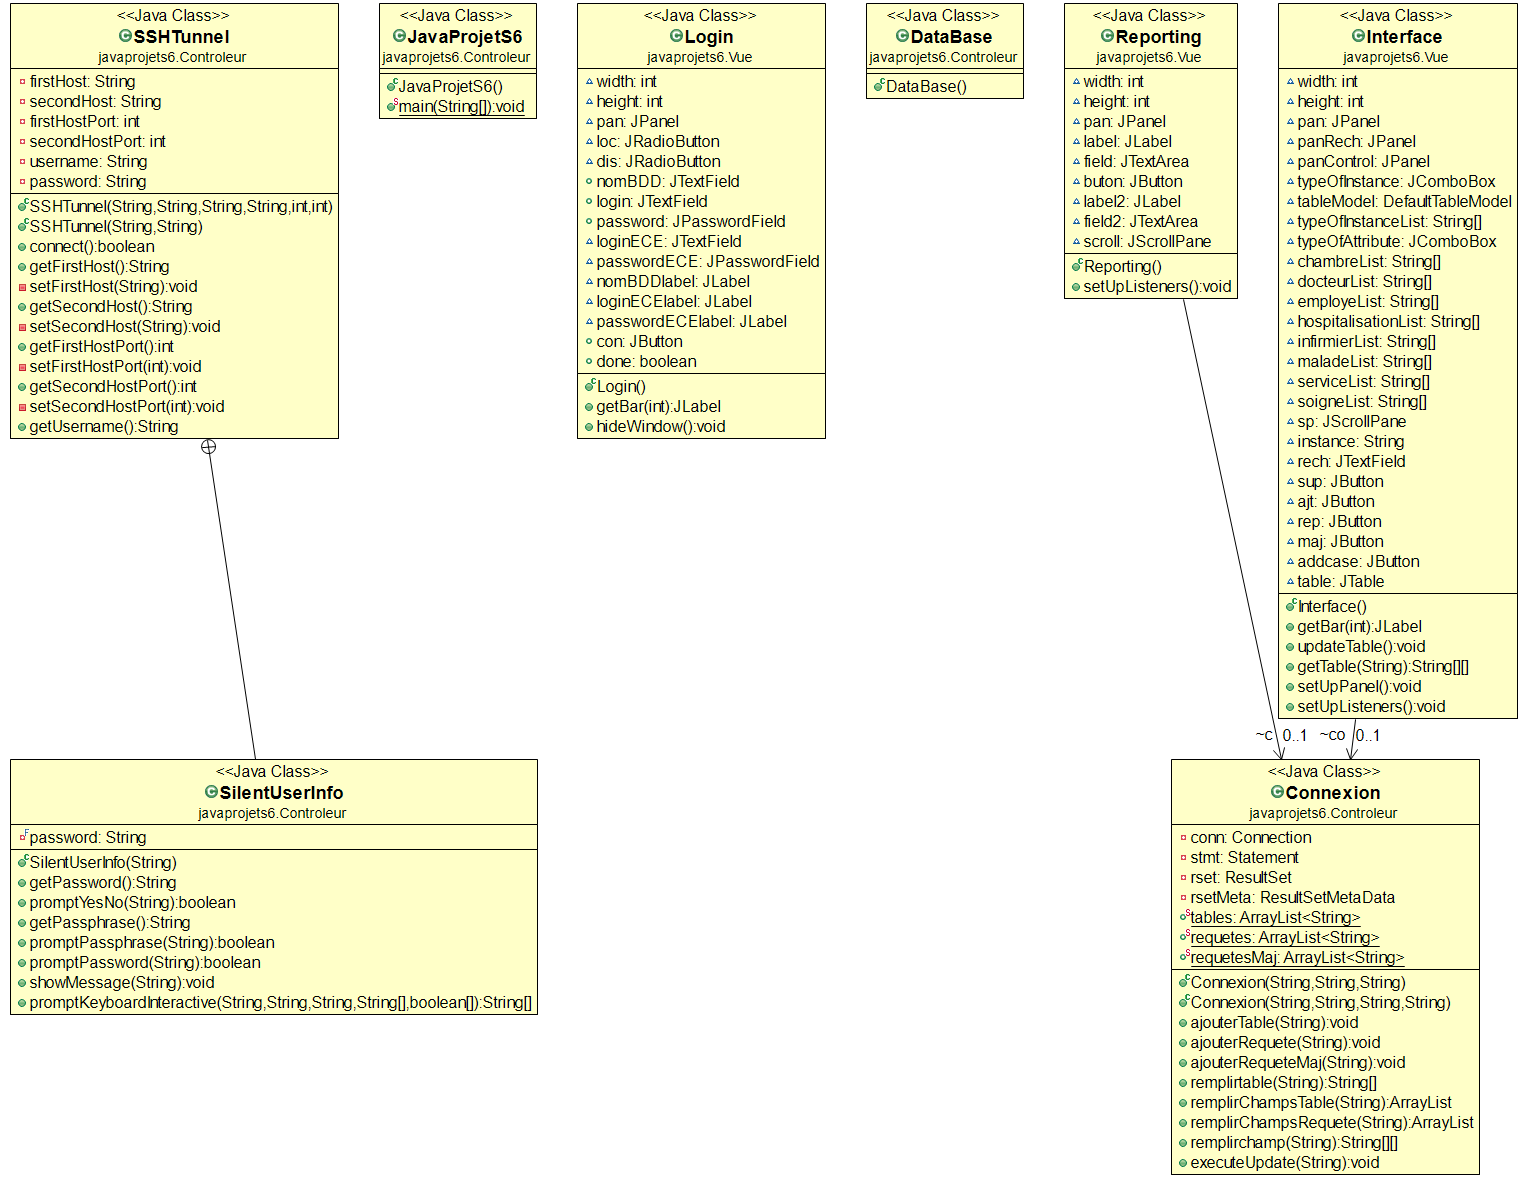 <<Java Class>>
SSHTunnel
javaprojets6.Controleur
firstHost: String
secondHost: String
firstHostPort: int
secondHostPort: int
username: String
password: String
SSHTunnel(String,String,String,String,int,int)
SSHTunnel(String,String)
connect():boolean
getFirstHost():String
setFirstHost(String):void
getSecondHost():String
setSecondHost(String):void
getFirstHostPort():int
setFirstHostPort(int):void
getSecondHostPort():int
setSecondHostPort(int):void
getUsername():String
<<Java Class>>
JavaProjetS6
javaprojets6.Controleur
JavaProjetS6()
main(String[]):void
<<Java Class>>
Login
javaprojets6.Vue
width: int
height: int
pan: JPanel
loc: JRadioButton
dis: JRadioButton
nomBDD: JTextField
login: JTextField
password: JPasswordField
loginECE: JTextField
passwordECE: JPasswordField
nomBDDlabel: JLabel
loginECElabel: JLabel
passwordECElabel: JLabel
con: JButton
done: boolean
Login()
getBar(int):JLabel
hideWindow():void
<<Java Class>>
DataBase
javaprojets6.Controleur
DataBase()
<<Java Class>>
Reporting
javaprojets6.Vue
width: int
height: int
pan: JPanel
label: JLabel
field: JTextArea
buton: JButton
label2: JLabel
field2: JTextArea
scroll: JScrollPane
Reporting()
setUpListeners():void
<<Java Class>>
Interface
javaprojets6.Vue
width: int
height: int
pan: JPanel
panRech: JPanel
panControl: JPanel
typeOfInstance: JComboBox
tableModel: DefaultTableModel
typeOfInstanceList: String[]
typeOfAttribute: JComboBox
chambreList: String[]
docteurList: String[]
employeList: String[]
hospitalisationList: String[]
infirmierList: String[]
maladeList: String[]
serviceList: String[]
soigneList: String[]
sp: JScrollPane
instance: String
rech: JTextField
sup: JButton
ajt: JButton
rep: JButton
maj: JButton
addcase: JButton
table: JTable
Interface()
getBar(int):JLabel
updateTable():void
getTable(String):String[][]
setUpPanel():void
setUpListeners():void
~c 0..1 ~co 0..1
<<Java Class>>
SilentUserInfo
javaprojets6.Controleur
password: String
SilentUserInfo(String)
getPassword():String
promptYesNo(String):boolean
getPassphrase():String
promptPassphrase(String):boolean
promptPassword(String):boolean
showMessage(String):void
promptKeyboardInteractive(String,String,String,String[],boolean[]):String[]
<<Java Class>>
Connexion
javaprojets6.Controleur
conn: Connection
stmt: Statement
rset: ResultSet
rsetMeta: ResultSetMetaData
tables: ArrayList<String>
requetes: ArrayList<String>
requetesMaj: ArrayList<String>
Connexion(String,String,String)
Connexion(String,String,String,String)
ajouterTable(String):void
ajouterRequete(String):void
ajouterRequeteMaj(String):void
remplirtable(String):String[]
remplirChampsTable(String):ArrayList
remplirChampsRequete(String):ArrayList
remplirchamp(String):String[][]
executeUpdate(String):void